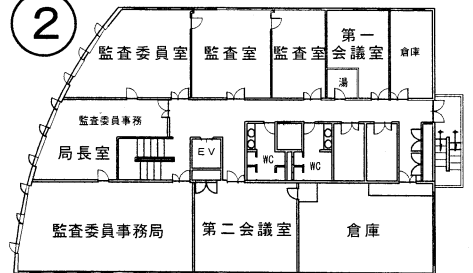 2
監査委員室
監査室
監査室
第一
会議室
倉庫
湯
監査委員事務
局長室
EV
WC
WC
監査委員事務局
第二会議室
倉庫